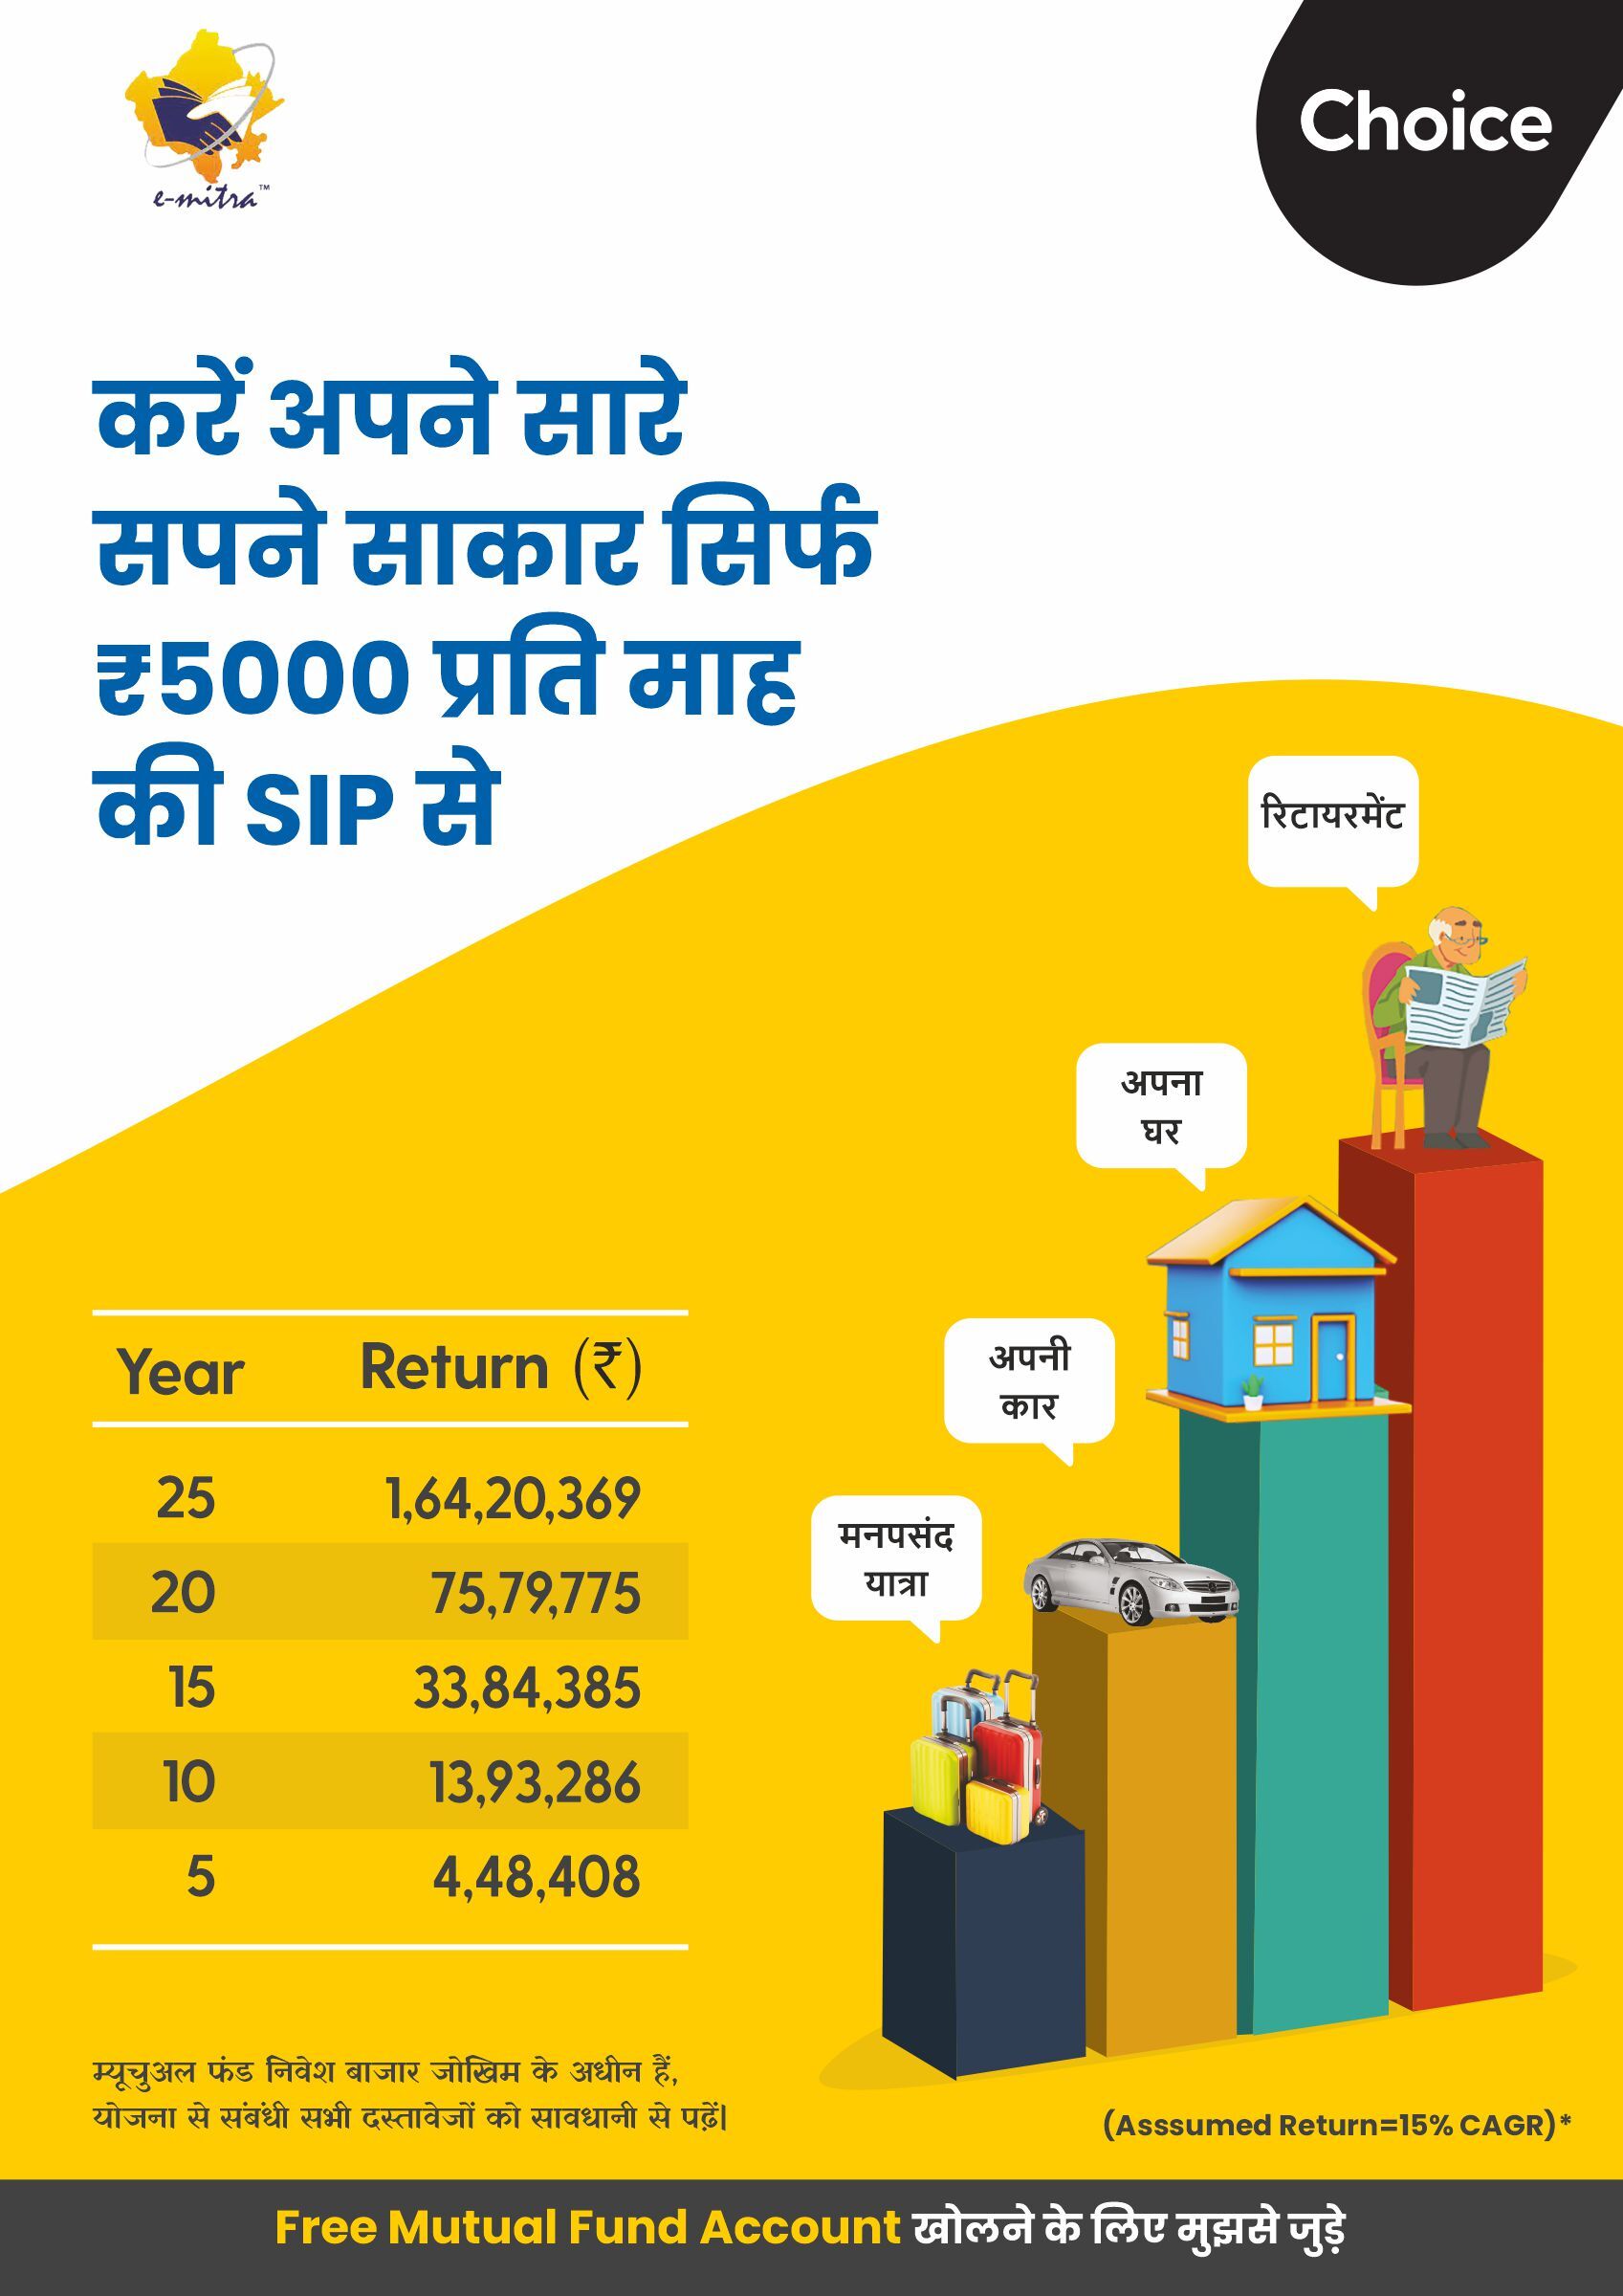 e-mitra™
Choice
करें अपने सारे
सपने साकार सिर्फ
₹5000 प्रति माह
की SIP से
रिटायरमेंट
अपना
घर
अपनी
कार
मनपसंद
यात्रा
Year Return (₹)
25 1,64,20,369
20 75,79,775
15 33,84,385
10 13,93,286
5 4,48,408
म्यूचुअल फंड निवेश बाजार जोखिम के अधीन हैं,
योजना से संबंधी सभी दस्तावेजों को सावधानी से पढ़ें|
(Asssumed Return=15% CAGR)*
Free Mutual Fund Account खोलने के लिए मुझसे जुड़े